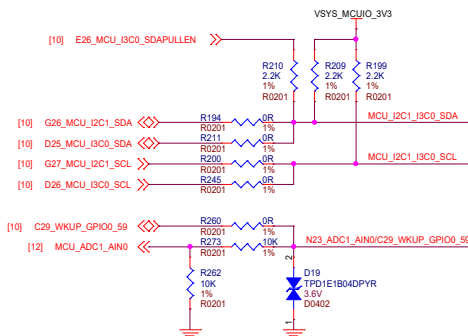 VSYS_MCUIO_3V3
[10] E26_MCU_I3C0_SDAPULLEN
R210 R209 R199
2.2K 2.2K 2.2K
1% 1% 1%
R0201 R0201 R0201
[10] G26_MCU_I2C1_SDA R194 0R MCU_I2C1_I3C0_SDA
R0201 1%
[10] D25_MCU_I3C0_SDA R211 0R
R0201 1%
[10] G27_MCU_I2C1_SCL R200 0R MCU_I2C1_I3C0_SCL
R0201 1%
[10] D26_MCU_I3C0_SCL R245 0R
R0201 1%
[10] C29_WKUP_GPIO0_59 R260 0R
R0201 1%
[12] MCU_ADC1_AIN0 R273 10K N23_ADC1_AIN0/C29_WKUP_GPIO0_59
R0201 1%
R262 2 D19
10K TPD1E1B04DPYR
1% 3.6V
R0201 D0402
1